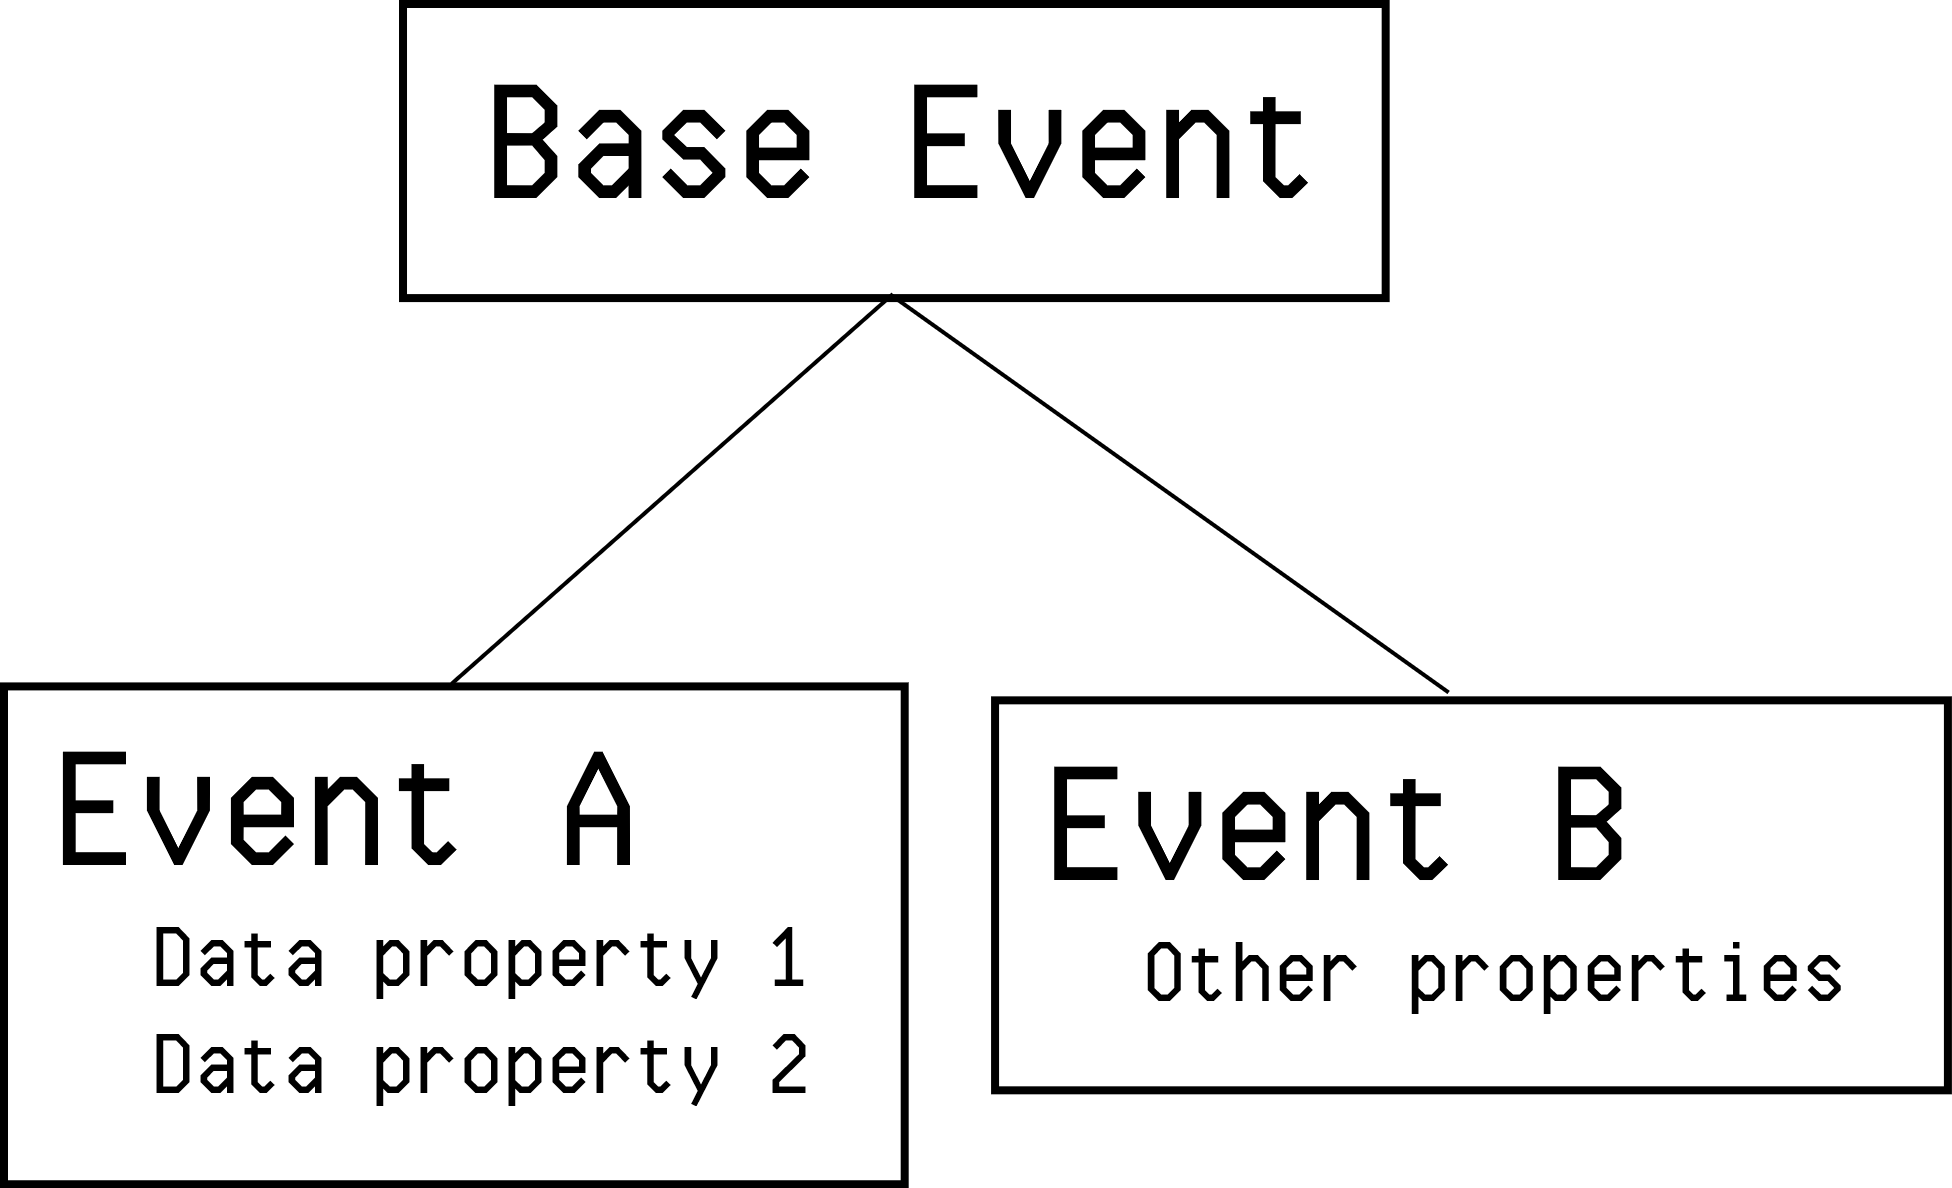 Base Event
Event A
Data property 1
Data property 2
Event B
Other properties